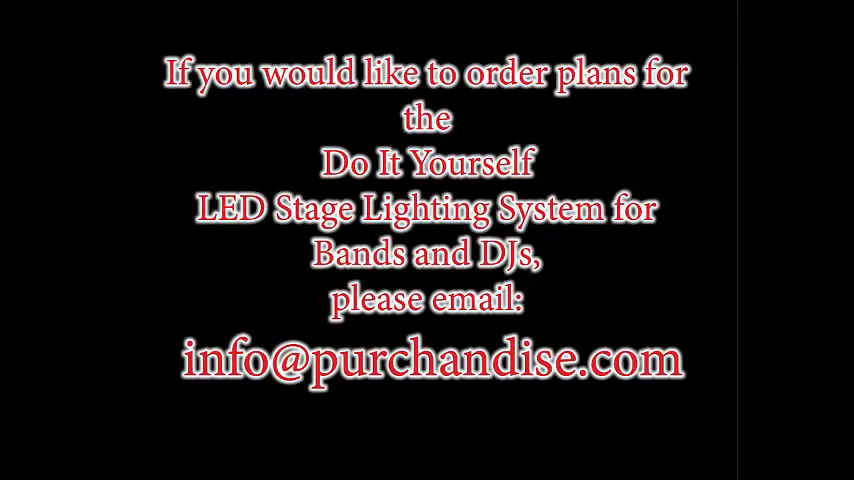 If you would like to order plans for
the
Do It Yourself
LED Stage Lighting System for
Bands and DJs,
please email:
info@purchandise.com